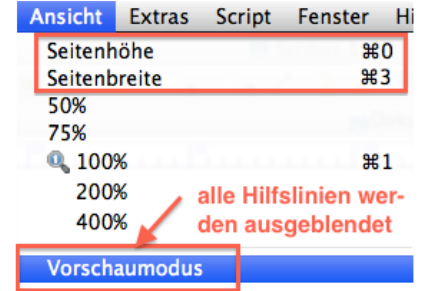 Ansicht Extras Script Fenster Hi
Seitenhöhe ⌘0
Seitenbreite ⌘3
50%
75%
100% ⌘1
200%
400%
alle Hilfslinien wer-
den ausgeblendet
Vorschaumodus